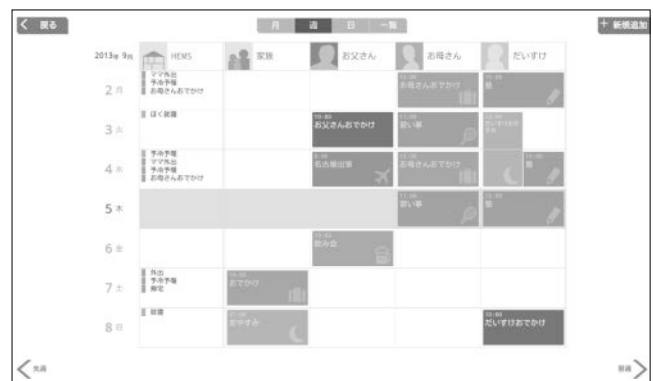 戻る
月 週 日 一覧
+ 新規追加
2013年 9月 HEMS 家族 お父さん お母さん だいすけ
2 月
ママ外出
予冷予暖
お母さんおでかけ
お母さんおでかけ
塾
3 火
ぼく就寝
お父さんおでかけ
習い事
4 水
予冷予暖
ママ外出
予冷予暖
お母さんおでかけ
名古屋出張
お母さんおでかけ
塾
5 木
習い事
塾
6 金
飲み会
7 土
外出
予冷予暖
帰宅
おでかけ
8 日
就寝
おやすみ
だいすけおでかけ
先週
翌週